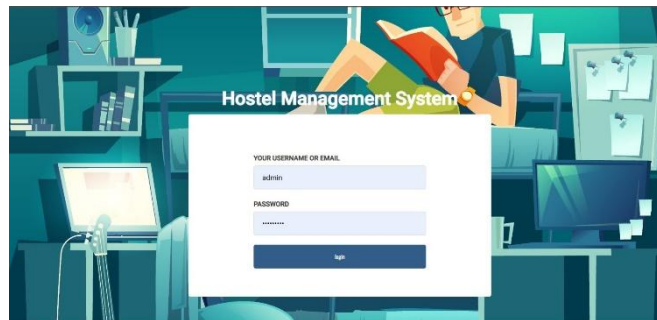 Hostel Management System
YOUR USERNAME OR EMAIL
admin
PASSWORD
·········
login